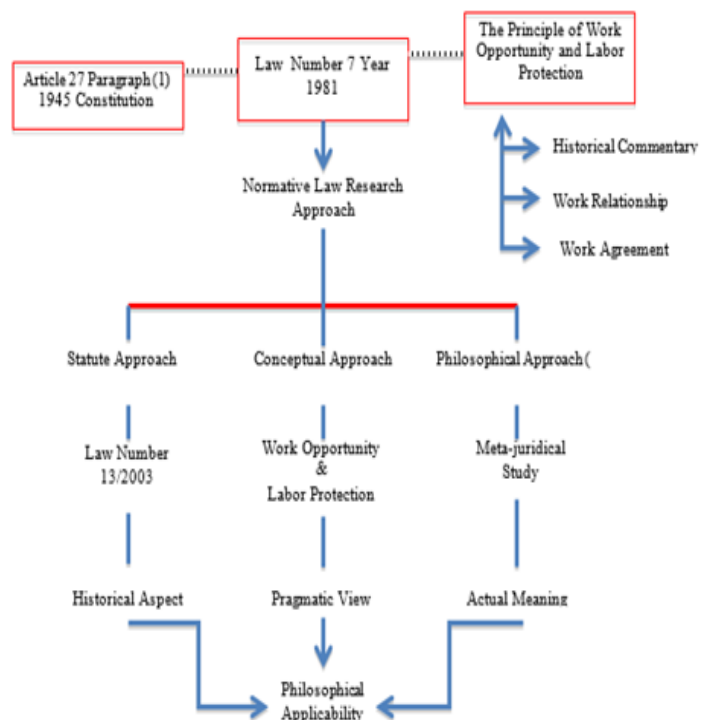 Article 27 Paragraph (1)
1945 Constitution
Law Number 7 Year
1981
The Principle of Work
Opportunity and Labor
Protection
Historical Commentary
Work Relationship
Work Agreement
Normative Law Research
Approach
Statute Approach
Conceptual Approach
Philosophical Approach (
Law Number
13/2003
Work Opportunity
&
Labor Protection
Meta-juridical
Study
Historical Aspect
Pragmatic View
Actual Meaning
Philosophical
Applicability